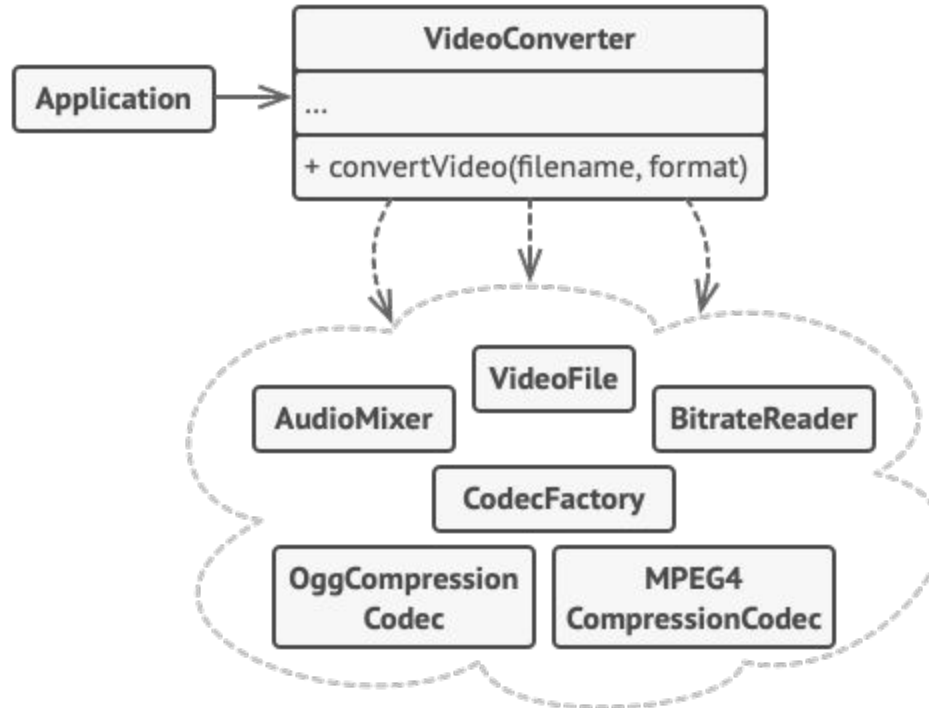 VideoConverter
Application
...
+ convertVideo(filename, format)
VideoFile
AudioMixer
BitrateReader
CodecFactory
OggCompression
Codec
MPEG4
CompressionCodec